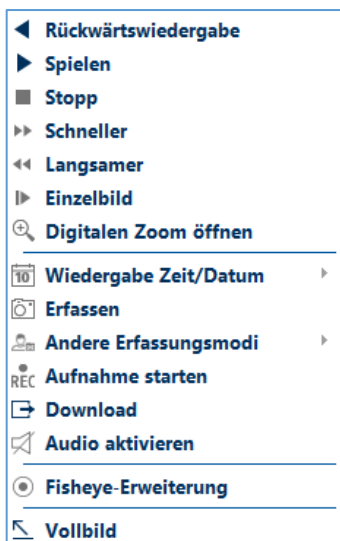 Rückwärtswiedergabe
Spielen
Stopp
Schneller
Langsamer
Einzelbild
Digitalen Zoom öffnen
10 Wiedergabe Zeit/Datum
Erfassen
Andere Erfassungsmodi
REC Aufnahme starten
Download
Audio aktivieren
Fisheye-Erweiterung
Vollbild